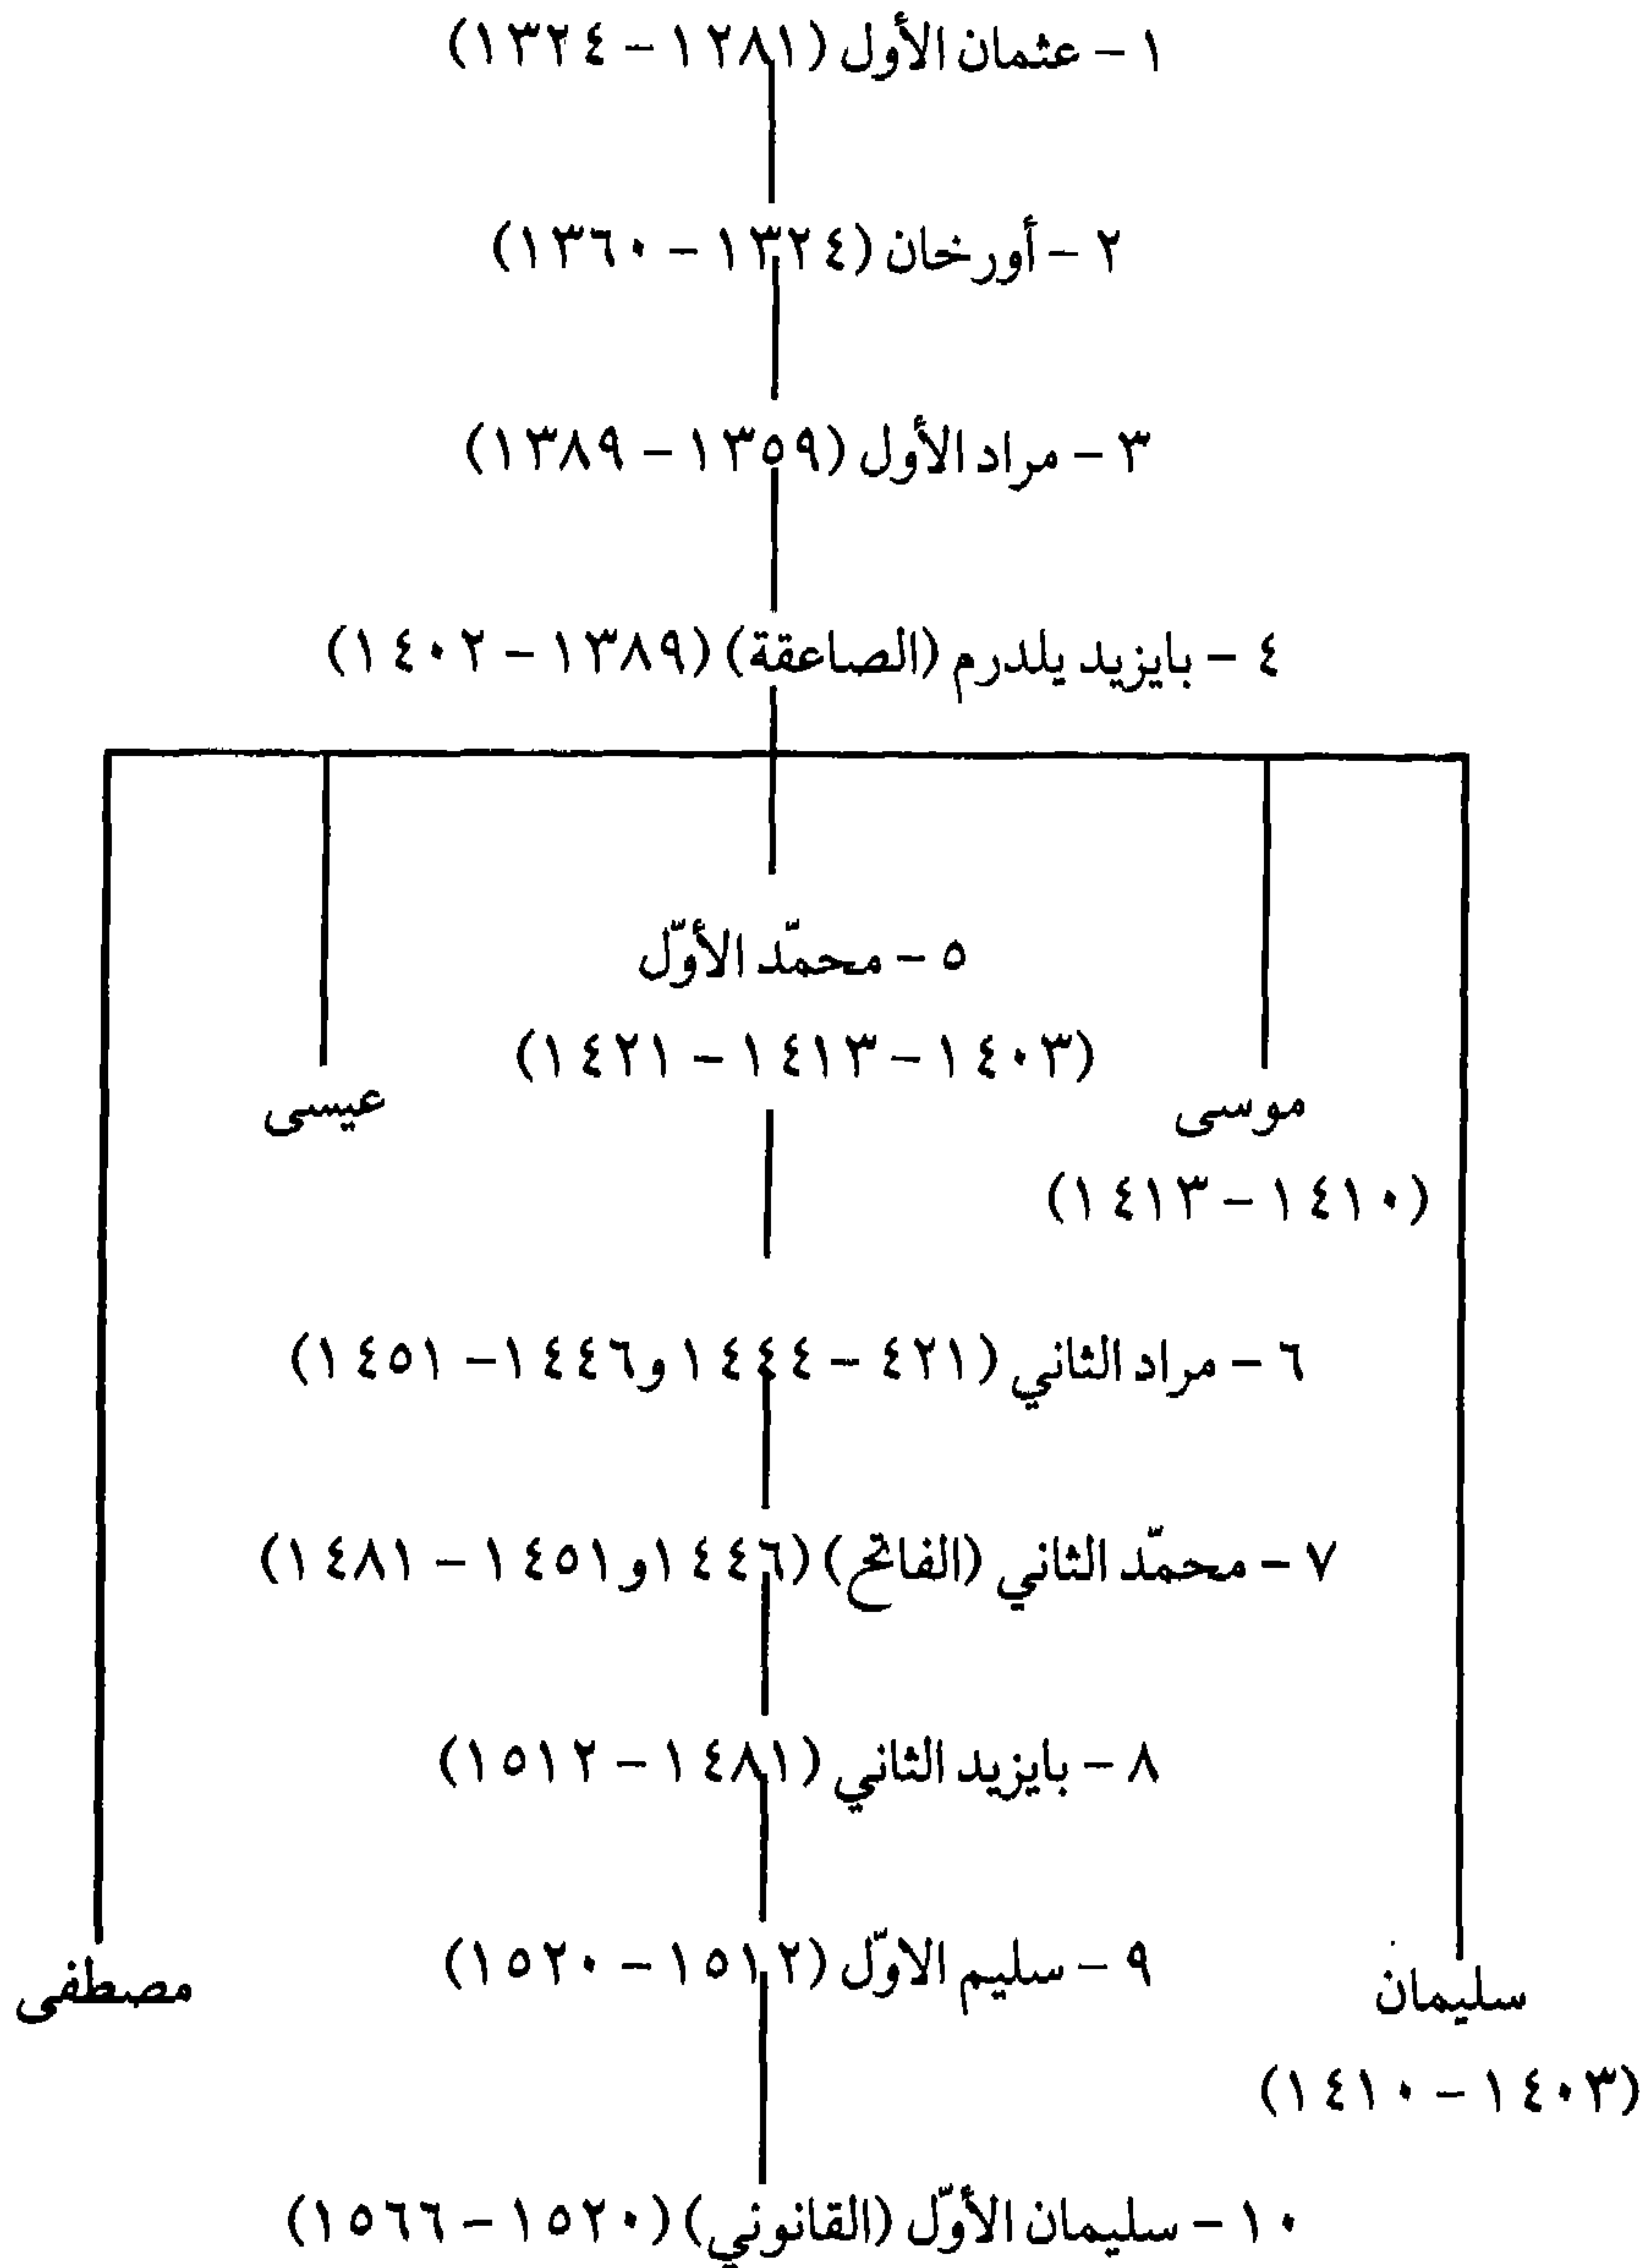 ١ - عثمان الأول (١٢٨١ - ١٣٢٤)
٢ - أورخان (١٣٢٤ - ١٣٦٠)
٣ - مراد الأول (١٣٥٩ - ١٣٨٩)
٤ - بايزيد يلدرم (الصاعقة) (١٣٨٩ - ١٤٠٢)
٥ - محمّد الأوّل
(١٤٠٣ - ١٤١٣ - ١٤٢١)
موسى
عيسى
(١٤١٠ - ١٤١٣)
٦ - مراد الثاني (٤٢١ - ١٤٤٤ و١٤٤٦ - ١٤٥١)
٧ - محمّد الثاني (الفاتح) (١٤٤٦ و١٤٥١ - ١٤٨١)
٨ - بايزيد الثاني (١٤٨١ - ١٥١٢)
٩ - سليم الاوّل (١٥١٢ - ١٥٢٠)
سليمان
مصطفى
(١٤٠٣ - ١٤١٠)
١٠ - سليمان الأوّل (القانوني) (١٥٢٠ - ١٥٦٦)